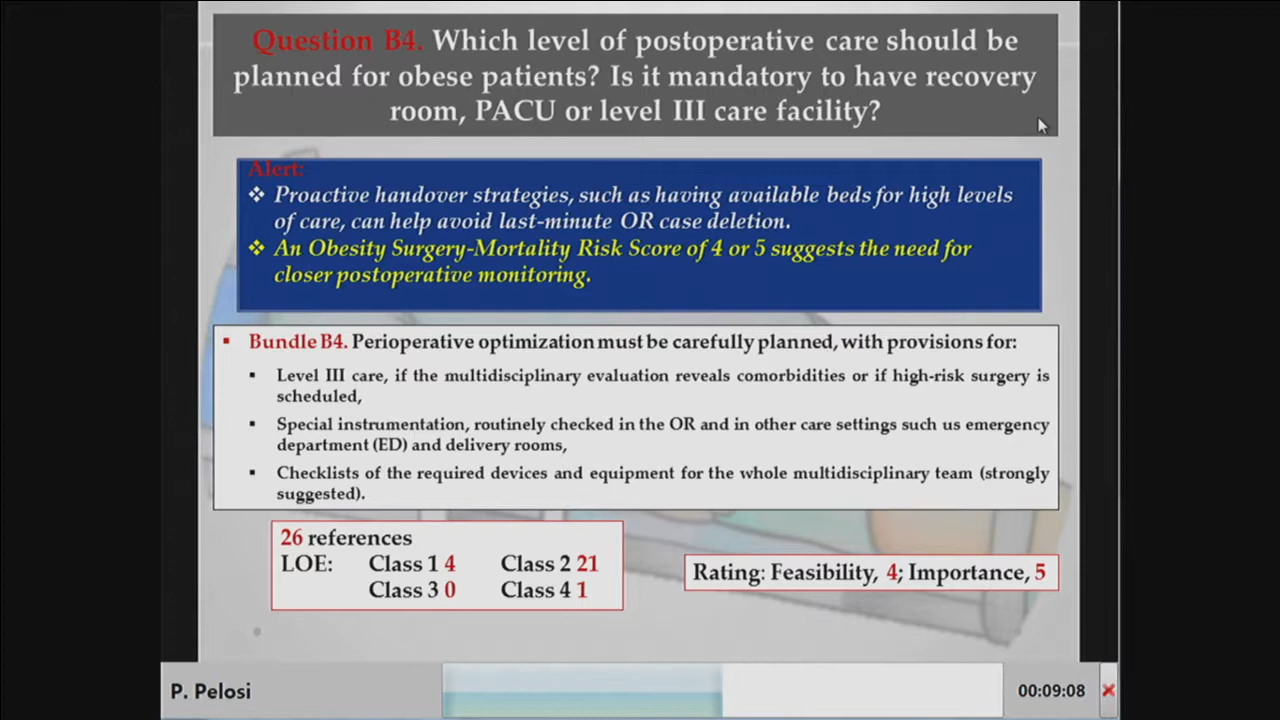 Question B4. Which level of postoperative care should be
planned for obese patients? Is it mandatory to have recovery
room, PACU or level III care facility?
Alert:
❖ Proactive handover strategies, such as having available beds for high levels
of care, can help avoid last-minute OR case deletion.
❖ An Obesity Surgery-Mortality Risk Score of 4 or 5 suggests the need for
closer postoperative monitoring.
▪ Bundle B4. Perioperative optimization must be carefully planned, with provisions for:
▪ Level III care, if the multidisciplinary evaluation reveals comorbidities or if high-risk surgery is
scheduled,
▪ Special instrumentation, routinely checked in the OR and in other care settings such us emergency
department (ED) and delivery rooms,
▪ Checklists of the required devices and equipment for the whole multidisciplinary team (strongly
suggested).
26 references
LOE: Class 1 4 Class 2 21
Class 3 0 Class 4 1
Rating: Feasibility, 4; Importance, 5
P. Pelosi
00:09:08